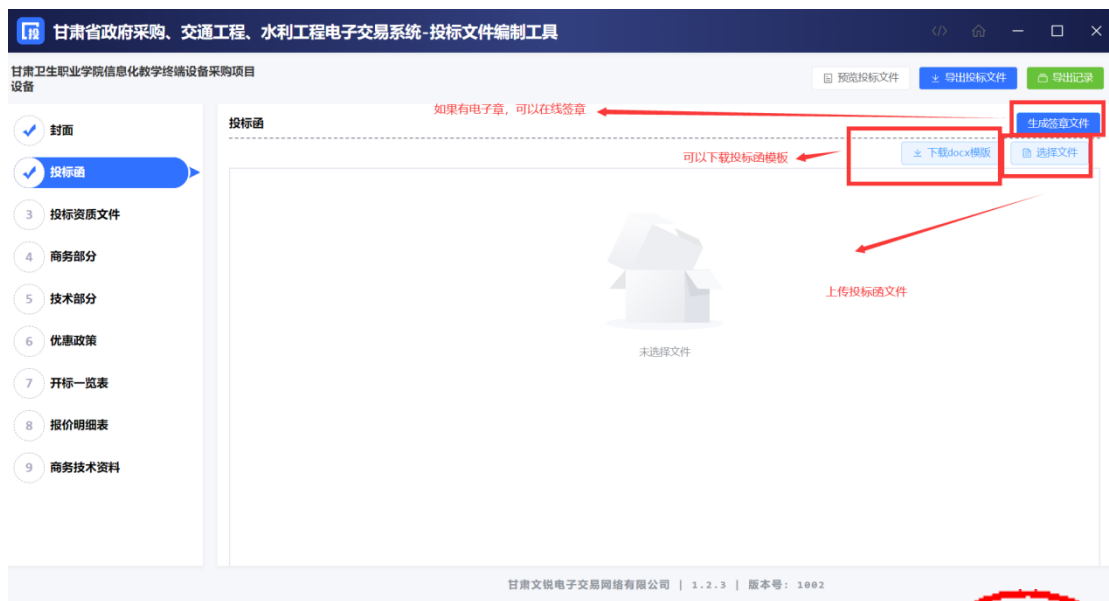 投 甘肃省政府采购、交通工程、水利工程电子交易系统-投标文件编制工具
甘肃卫生职业学院信息化教学终端设备采购项目
设备
预览投标文件
导出投标文件
导出记录
封面
投标函
3 投标资质文件
4 商务部分
5 技术部分
6 优惠政策
7 开标一览表
8 报价明细表
9 商务技术资料
投标函
如果有电子章，可以在线签章
生成签章文件
可以下载投标函模板
下载docx模版
选择文件
上传投标函文件
未选择文件
甘肃文锐电子交易网络有限公司 | 1.2.3 | 版本号: 1002